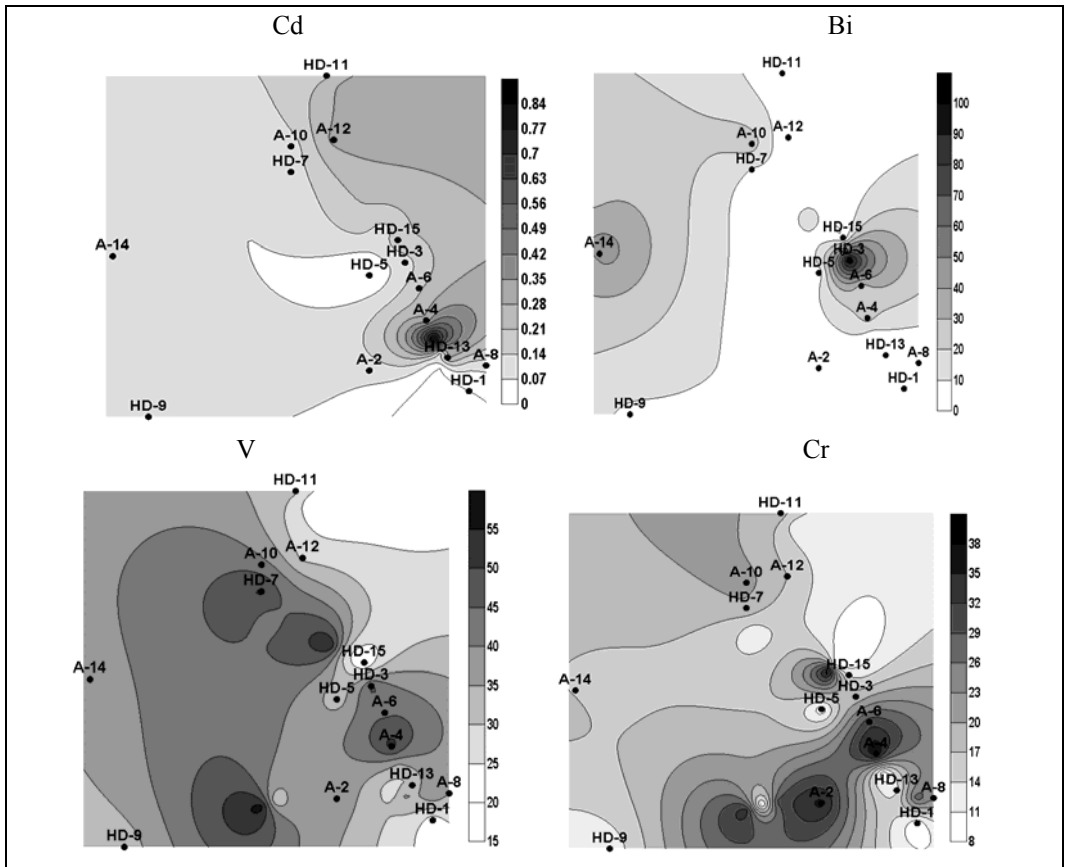 Cd
HD-11
A-12
A-10
HD-7
A-14
HD-15
HD-3
HD-5
A-6
A-4
HD-13
A-8
A-2
HD-1
HD-9
0.84
0.77
0.7
0.63
0.56
0.49
0.42
0.35
0.28
0.21
0.14
0.07
0
Bi
HD-11
A-12
A-10
HD-7
A-14
HD-15
HD-3
HD-5
A-6
A-4
HD-13
A-8
A-2
HD-1
HD-9
100
90
80
70
60
50
40
30
20
10
0
V
HD-11
A-12
A-10
HD-7
A-14
HD-15
HD-3
HD-5
A-6
A-4
HD-13
A-8
A-2
HD-1
HD-9
55
50
45
40
35
30
25
20
15
Cr
HD-11
A-12
A-10
HD-7
A-14
HD-15
HD-3
HD-5
A-6
A-4
HD-13
A-8
A-2
HD-1
HD-9
38
35
32
29
26
23
20
17
14
11
8